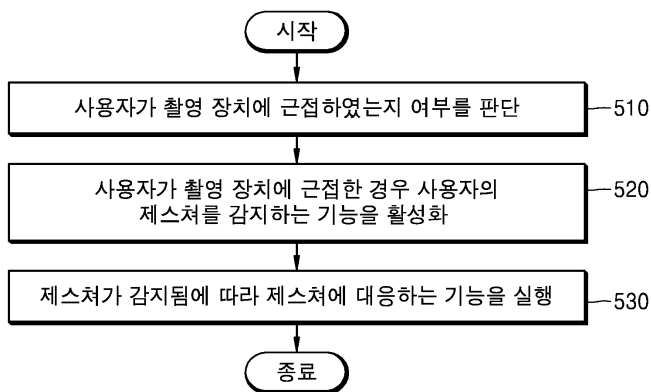 시작
사용자가 촬영 장치에 근접하였는지 여부를 판단
510
사용자가 촬영 장치에 근접한 경우 사용자의
제스쳐를 감지하는 기능을 활성화
520
제스쳐가 감지됨에 따라 제스쳐에 대응하는 기능을 실행
530
종료